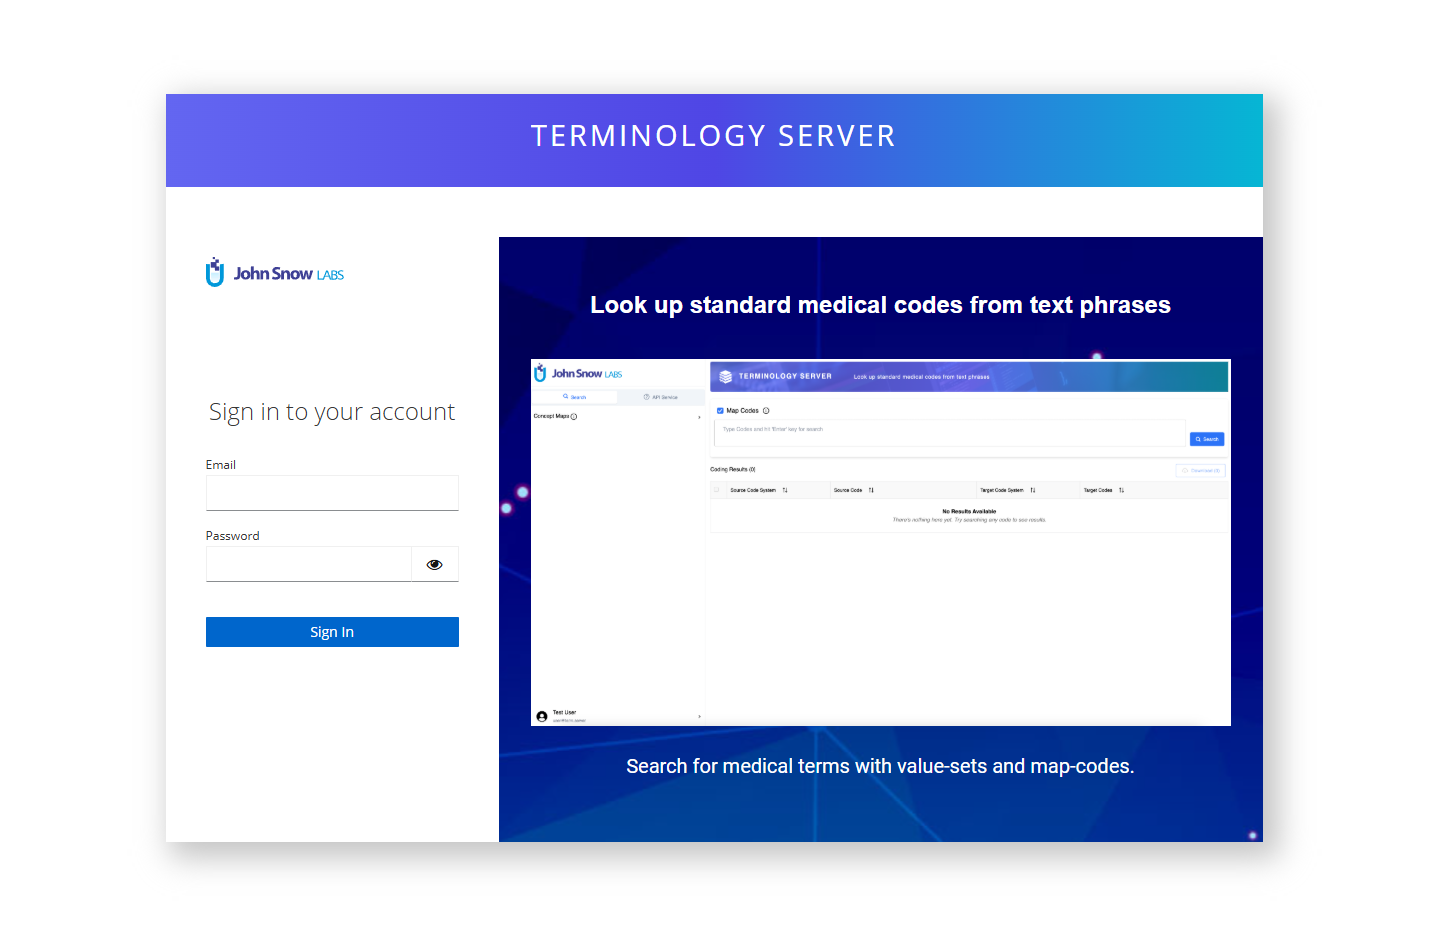 TERMINOLOGY SERVER
John Snow LABS
Sign in to your account
Email
Password
Sign In
Look up standard medical codes from text phrases
John Snow LABS
Search
API Service
Concept Maps
Test User
TERMINOLOGY SERVER
Look up standard medical codes from text phrases
Map Codes
Type Codes and hit 'Enter' key for search
Search
Coding Results (0)
Download (0)
Source Code System
Source Code
Target Code System
Target Codes
No Results Available
There's nothing here yet. Try searching any code to see results.
Search for medical terms with value-sets and map-codes.